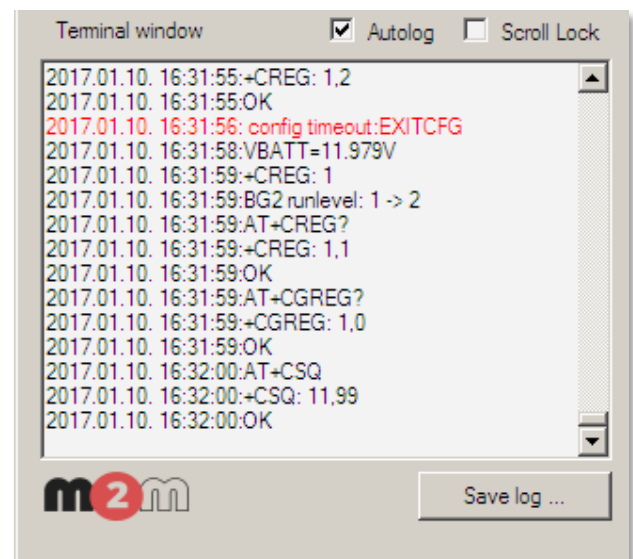 Terminal window Autolog Scroll Lock
2017.01.10. 16:31:55:+CREG: 1,2
2017.01.10. 16:31:55:OK
2017.01.10. 16:31:56: config timeout:EXITCFG
2017.01.10. 16:31:58:VBATT=11.979V
2017.01.10. 16:31:59:+CREG: 1
2017.01.10. 16:31:59:BG2 runlevel: 1 -> 2
2017.01.10. 16:31:59:AT+CREG?
2017.01.10. 16:31:59:+CREG: 1,1
2017.01.10. 16:31:59:OK
2017.01.10. 16:31:59:AT+CGREG?
2017.01.10. 16:31:59:+CGREG: 1,0
2017.01.10. 16:31:59:OK
2017.01.10. 16:32:00:AT+CSQ
2017.01.10. 16:32:00:+CSQ: 11,99
2017.01.10. 16:32:00:OK
m2m Save log ...